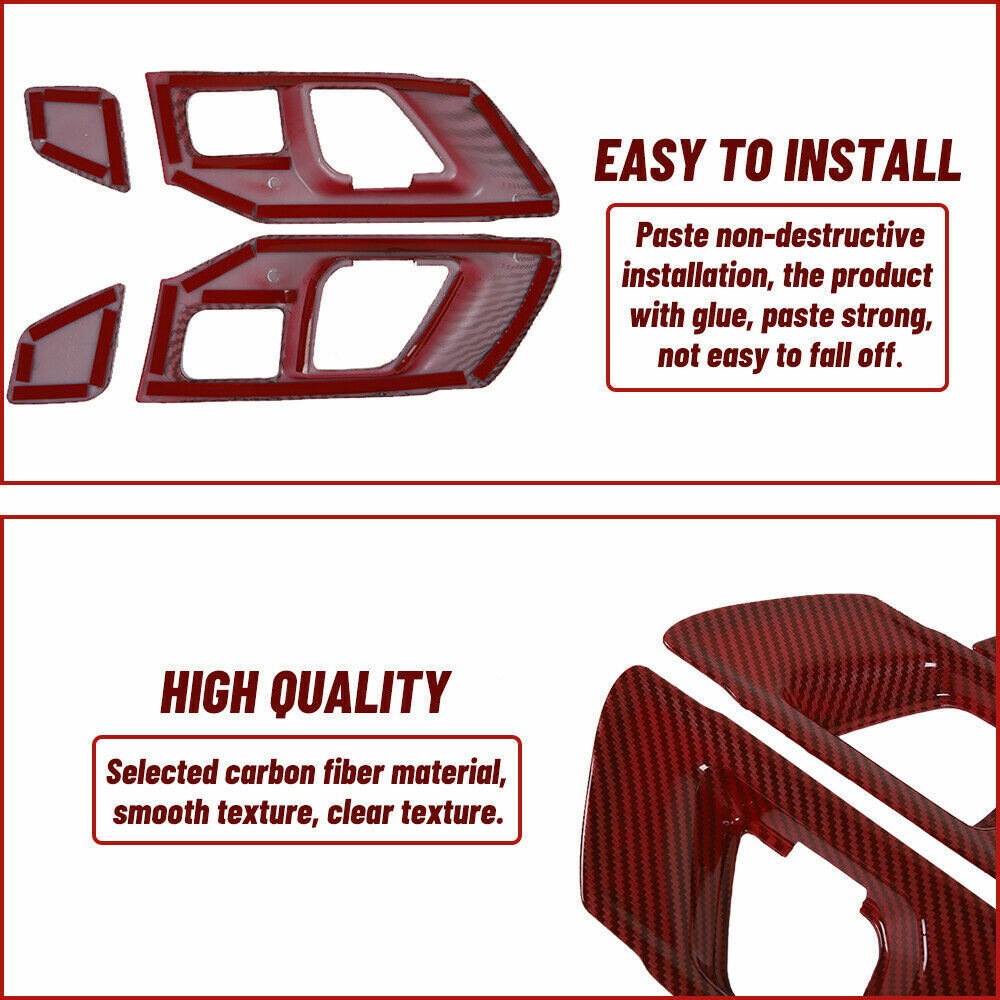 EASY TO INSTALL
Paste non-destructive
installation, the product
with glue, paste strong,
not easy to fall off.
HIGH QUALITY
Selected carbon fiber material,
smooth texture, clear texture.